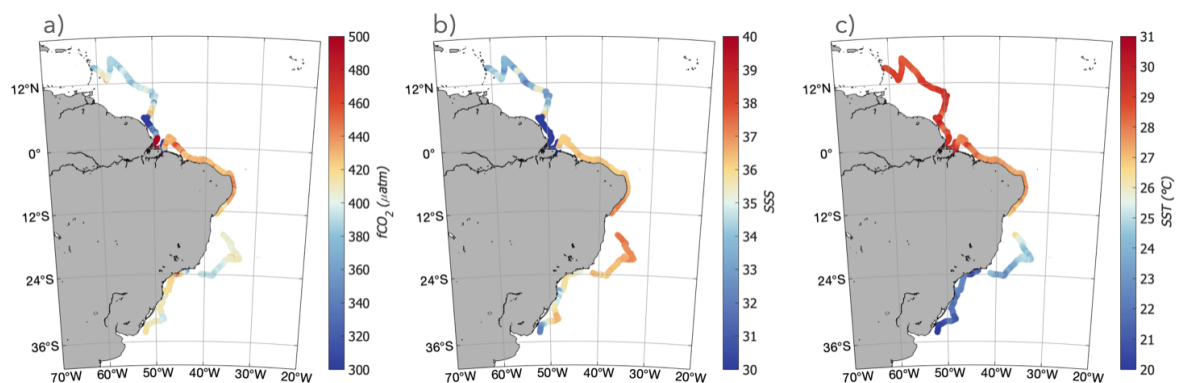 a)
12°N
0°
12°S
24°S
36°S
70°W
60°W
50°W
40°W
30°W
20°W
500
480
460
440
420
400
380
360
340
320
300
fCO₂ (μatm)
b)
12°N
0°
12°S
24°S
36°S
70°W
60°W
50°W
40°W
30°W
20°W
40
39
38
37
36
35
34
33
32
31
30
SSS
c)
12°N
0°
12°S
24°S
36°S
70°W
60°W
50°W
40°W
30°W
20°W
31
30
29
28
27
26
25
24
23
22
21
20
SST (°C)